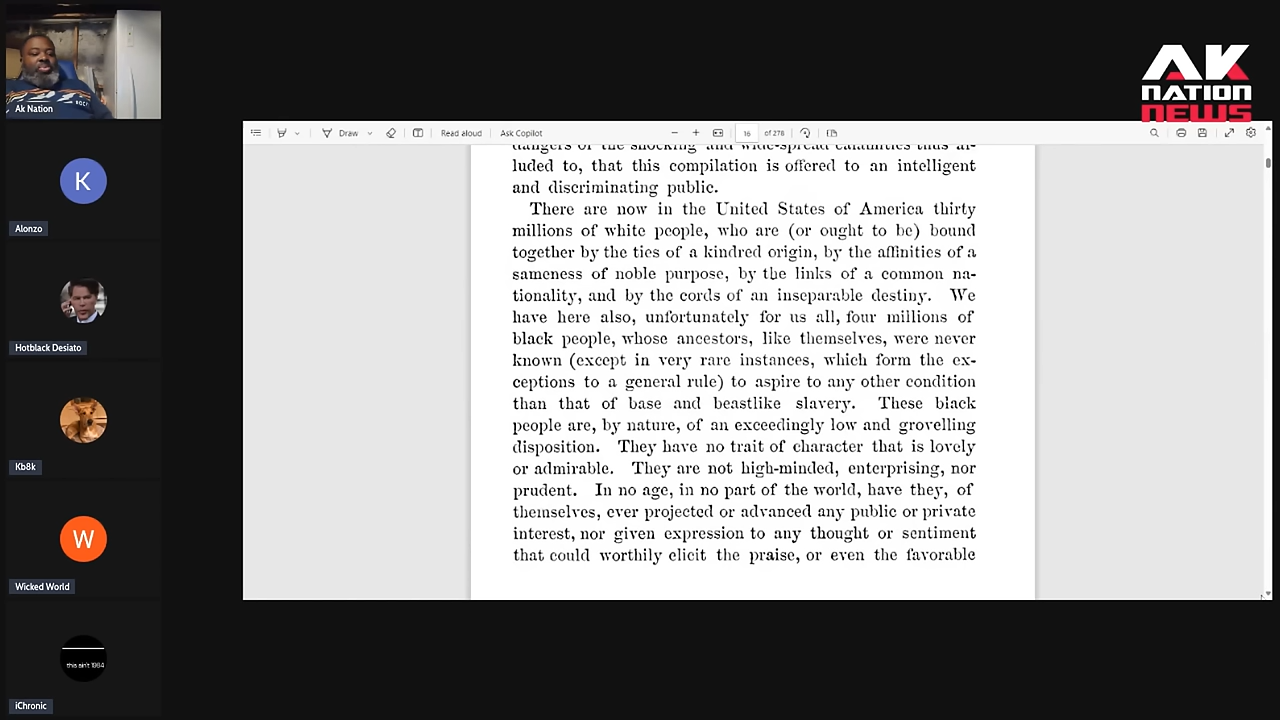 Ak Nation
AK
NATION
NEWS
Draw
Read aloud
Ask Copilot
16
of 278
dangers of the shocking and wide-spread calamities thus al-
luded to, that this compilation is offered to an intelligent
and discriminating public.
There are now in the United States of America thirty
millions of white people, who are (or ought to be) bound
together by the ties of a kindred origin, by the affinities of a
sameness of noble purpose, by the links of a common na-
tionality, and by the cords of an inseparable destiny. We
have here also, unfortunately for us all, four millions of
black people, whose ancestors, like themselves, were never
known (except in very rare instances, which form the ex-
ceptions to a general rule) to aspire to any other condition
than that of base and beastlike slavery. These black
people are, by nature, of an exceedingly low and grovelling
disposition. They have no trait of character that is lovely
or admirable. They are not high-minded, enterprising, nor
prudent. In no age, in no part of the world, have they, of
themselves, ever projected or advanced any public or private
interest, nor given expression to any thought or sentiment
that could worthily elicit the praise, or even the favorable
K
Alonzo
Hotblack Desiato
Kb8k
W
Wicked World
this ain't 1984
iChronic